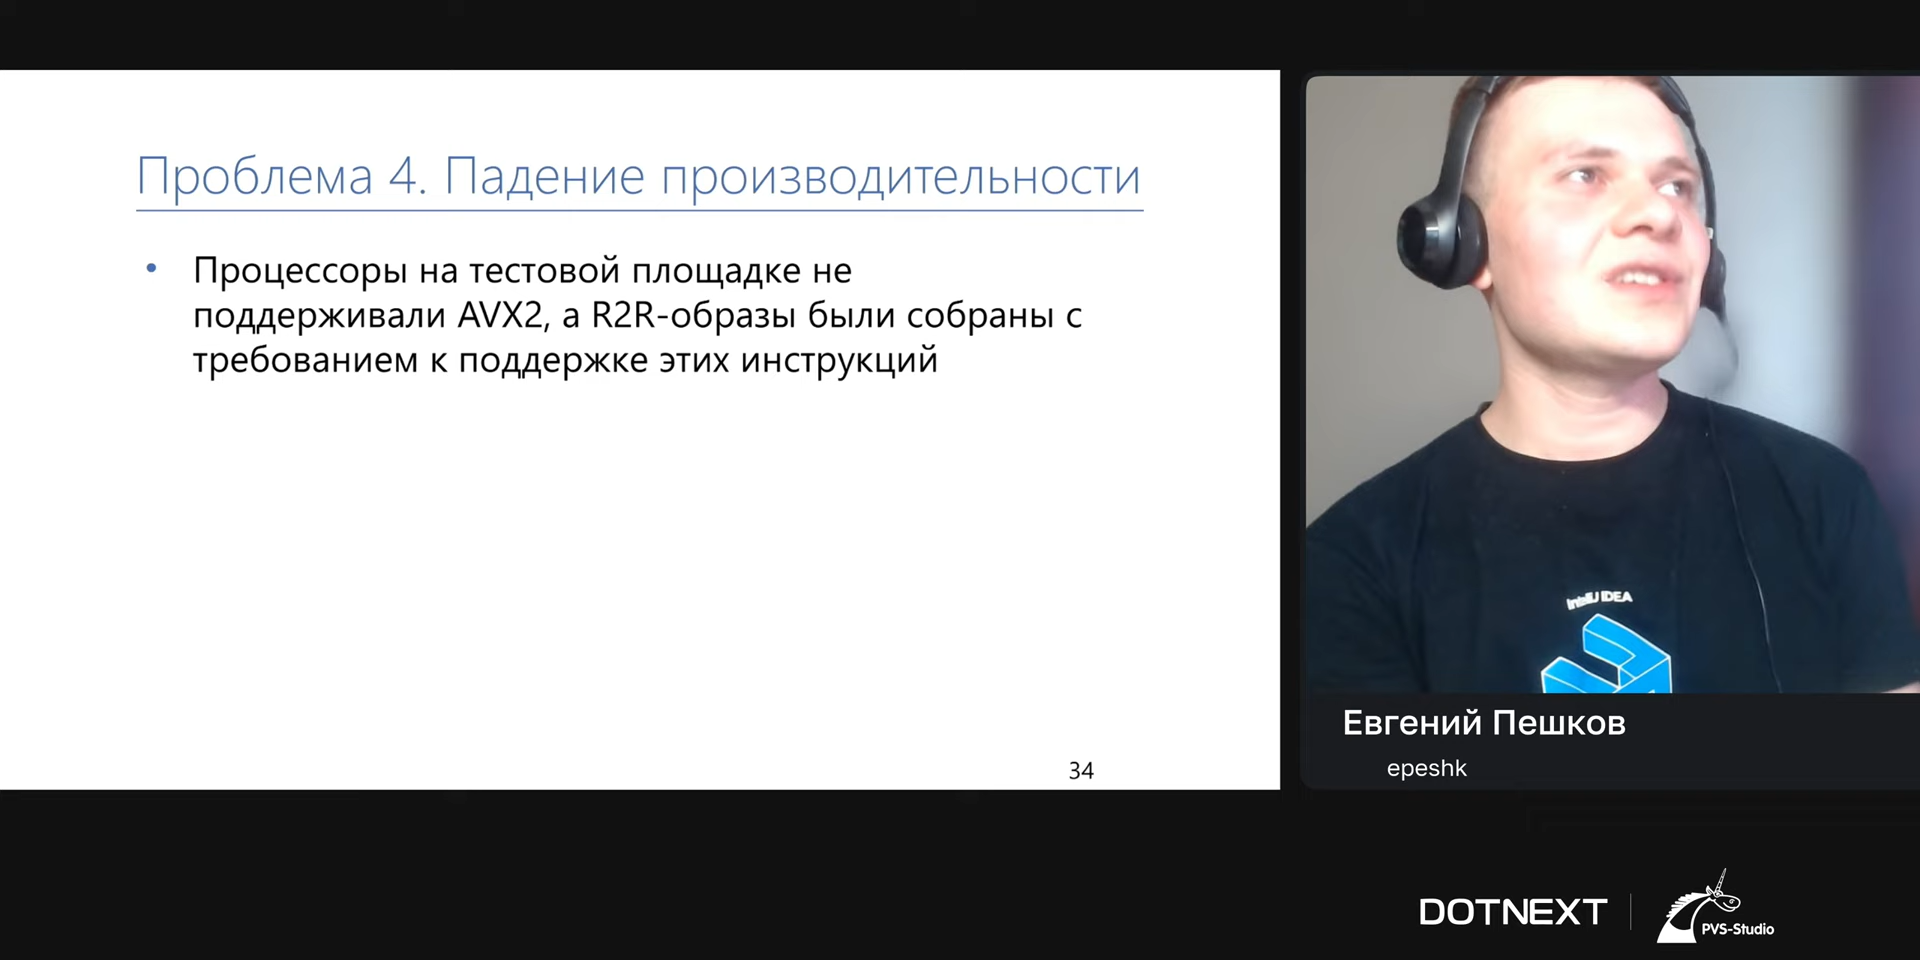 Проблема 4. Падение производительности
• Процессоры на тестовой площадке не
поддерживали AVX2, а R2R-образы были собраны с
требованием к поддержке этих инструкций
34
IntelliJ IDEA
Евгений Пешков
epeshk
DOTNEXT
PVS-Studio